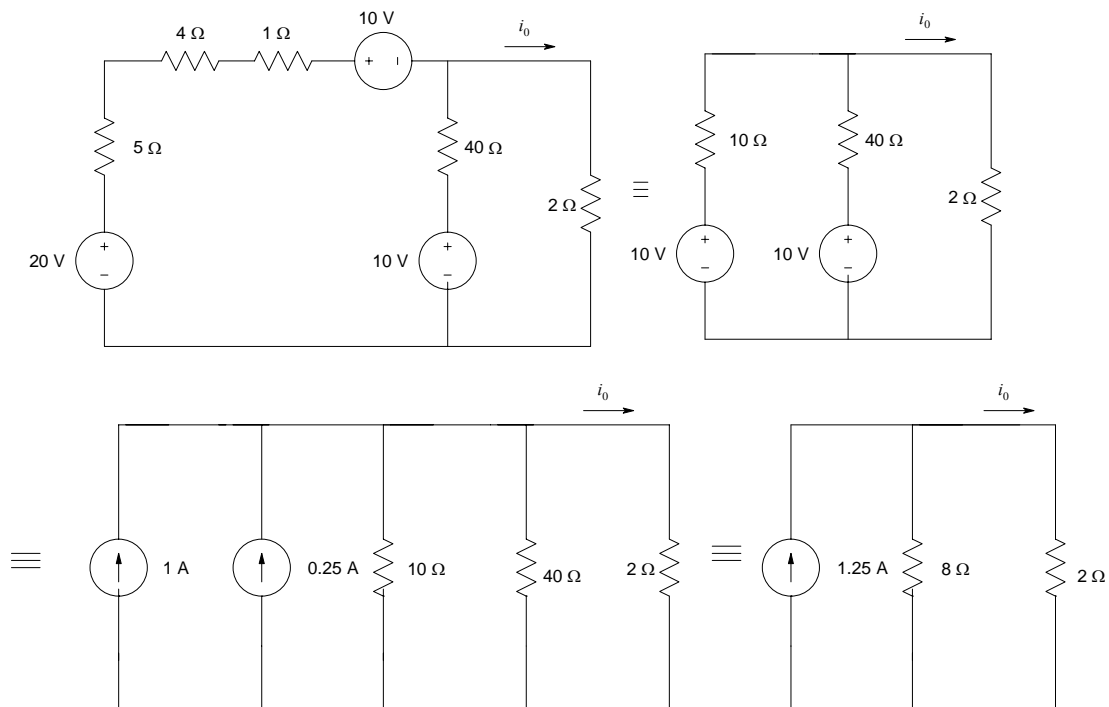 4 Ω 1 Ω 10 V i₀
+ −
5 Ω 40 Ω 2 Ω
20 V + − 10 V + −
≡
i₀
10 Ω 40 Ω 2 Ω
10 V + − 10 V + −
≡
i₀
1 A 0.25 A 10 Ω 40 Ω 2 Ω
≡
i₀
1.25 A 8 Ω 2 Ω